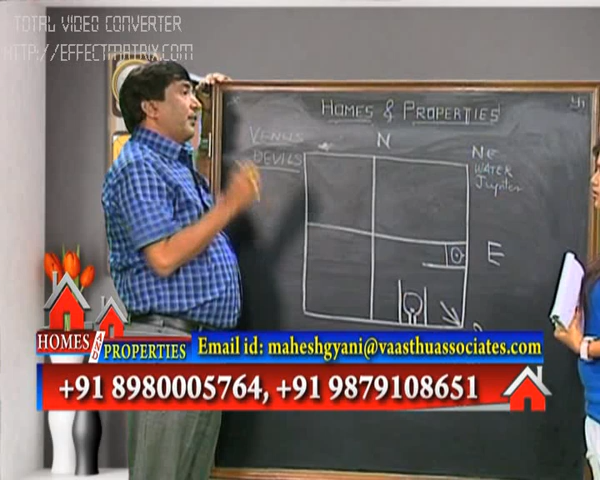 TOTAL VIDEO CONVERTER
HTTP://EFFECTMATRIX.COM
HOMES & PROPERTIES
VENUS
DEVILS
N
NE
WATER
Jupiter
E
HOMES AND PROPERTIES
Email id: maheshgyani@vaasthuassociates.com
+91 8980005764, +91 9879108651